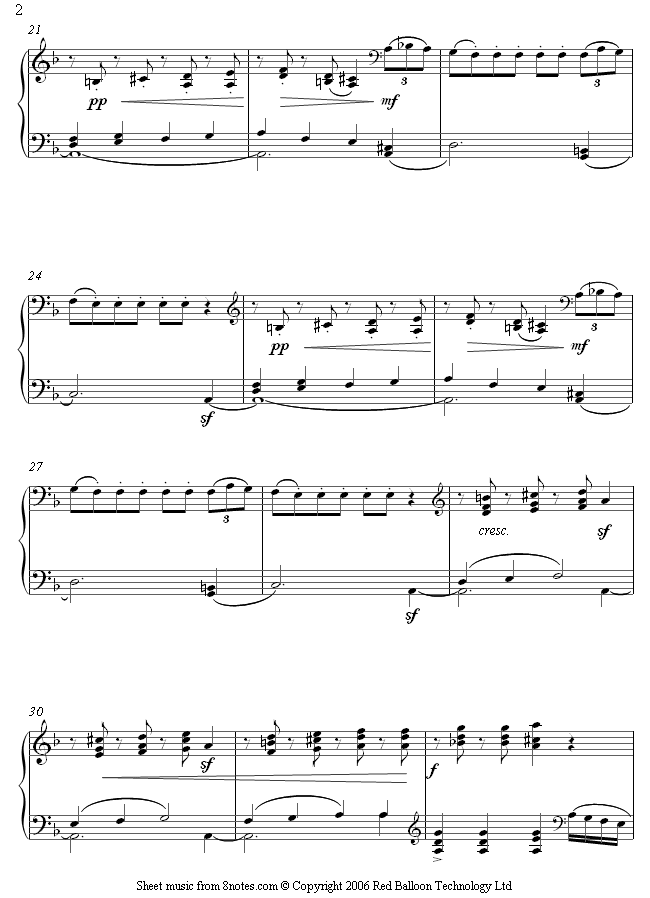 2
21
pp
mf
3
3
24
pp
mf
3
sf
27
3
cresc.
sf
sf
30
sf
f
Sheet music from 8notes.com © Copyright 2006 Red Balloon Technology Ltd